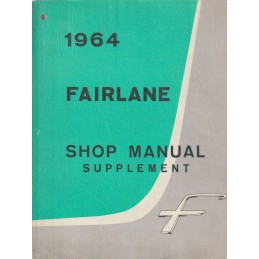 1964
FAIRLANE
SHOP MANUAL
SUPPLEMENT
f